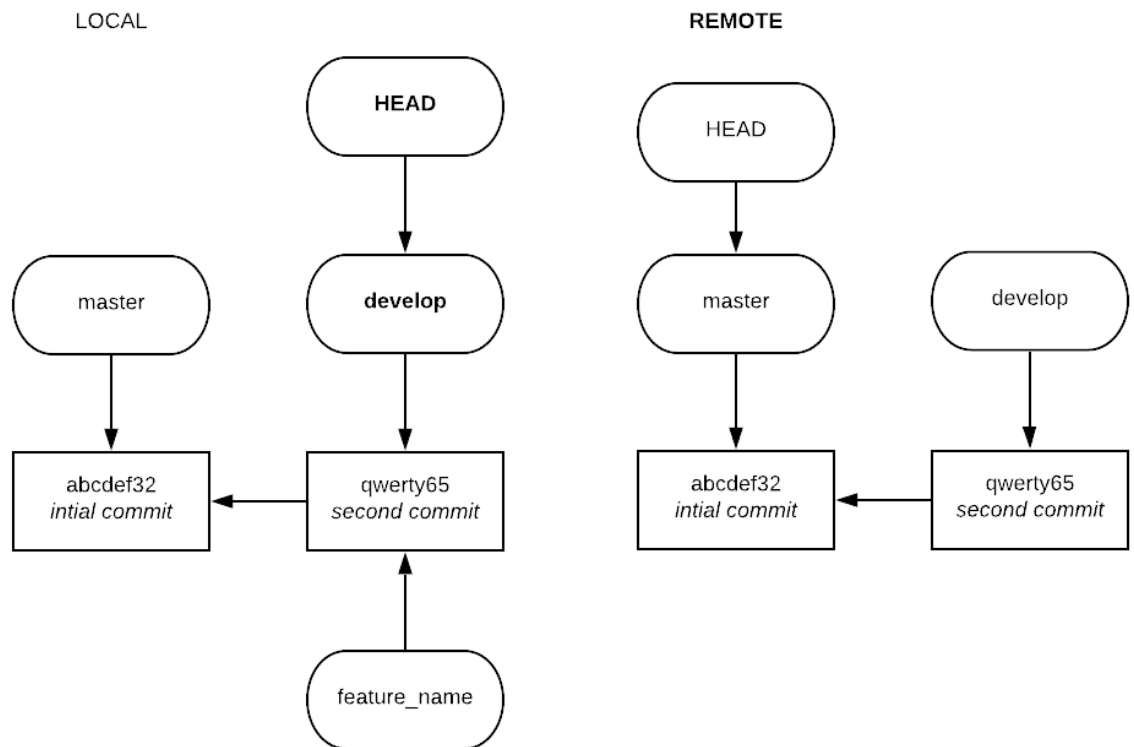 LOCAL
HEAD
master
develop
abcdef32
intial commit
qwerty65
second commit
feature_name
REMOTE
HEAD
master
develop
abcdef32
intial commit
qwerty65
second commit